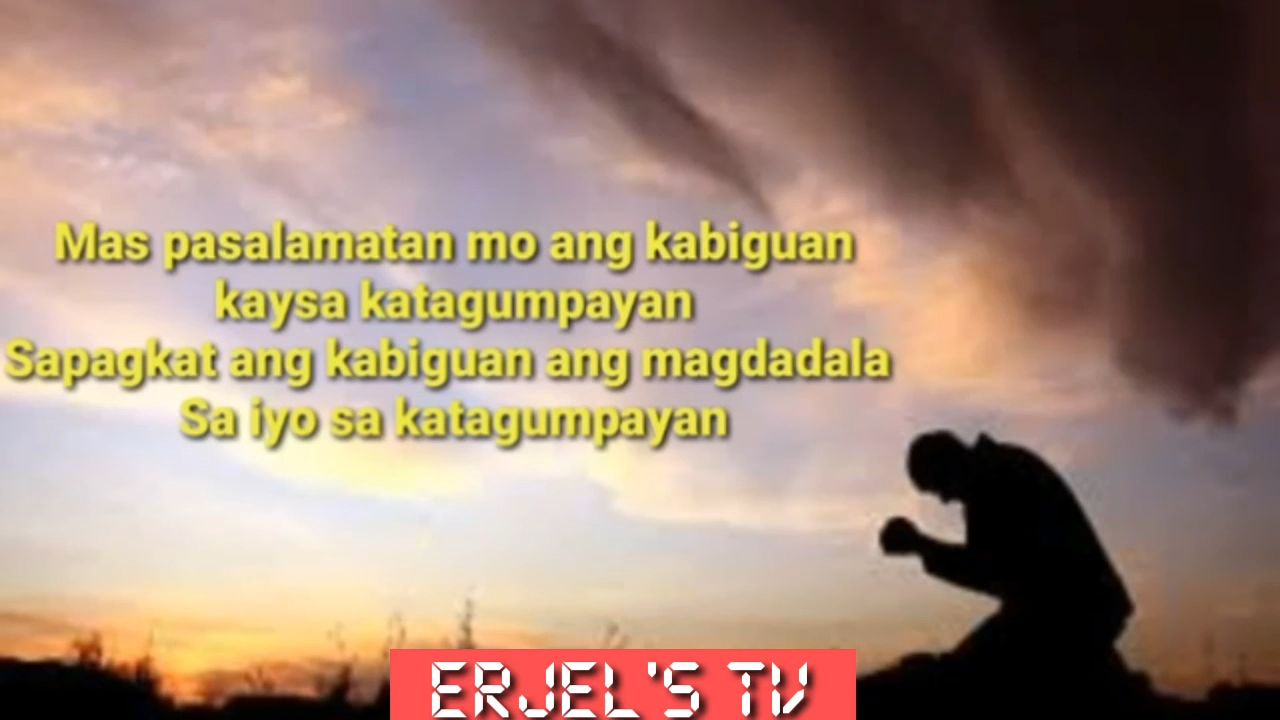 Mas pasalamatan mo ang kabiguan
kaysa katagumpayan
Sapagkat ang kabiguan ang magdadala
Sa iyo sa katagumpayan
ERJEL'S TV